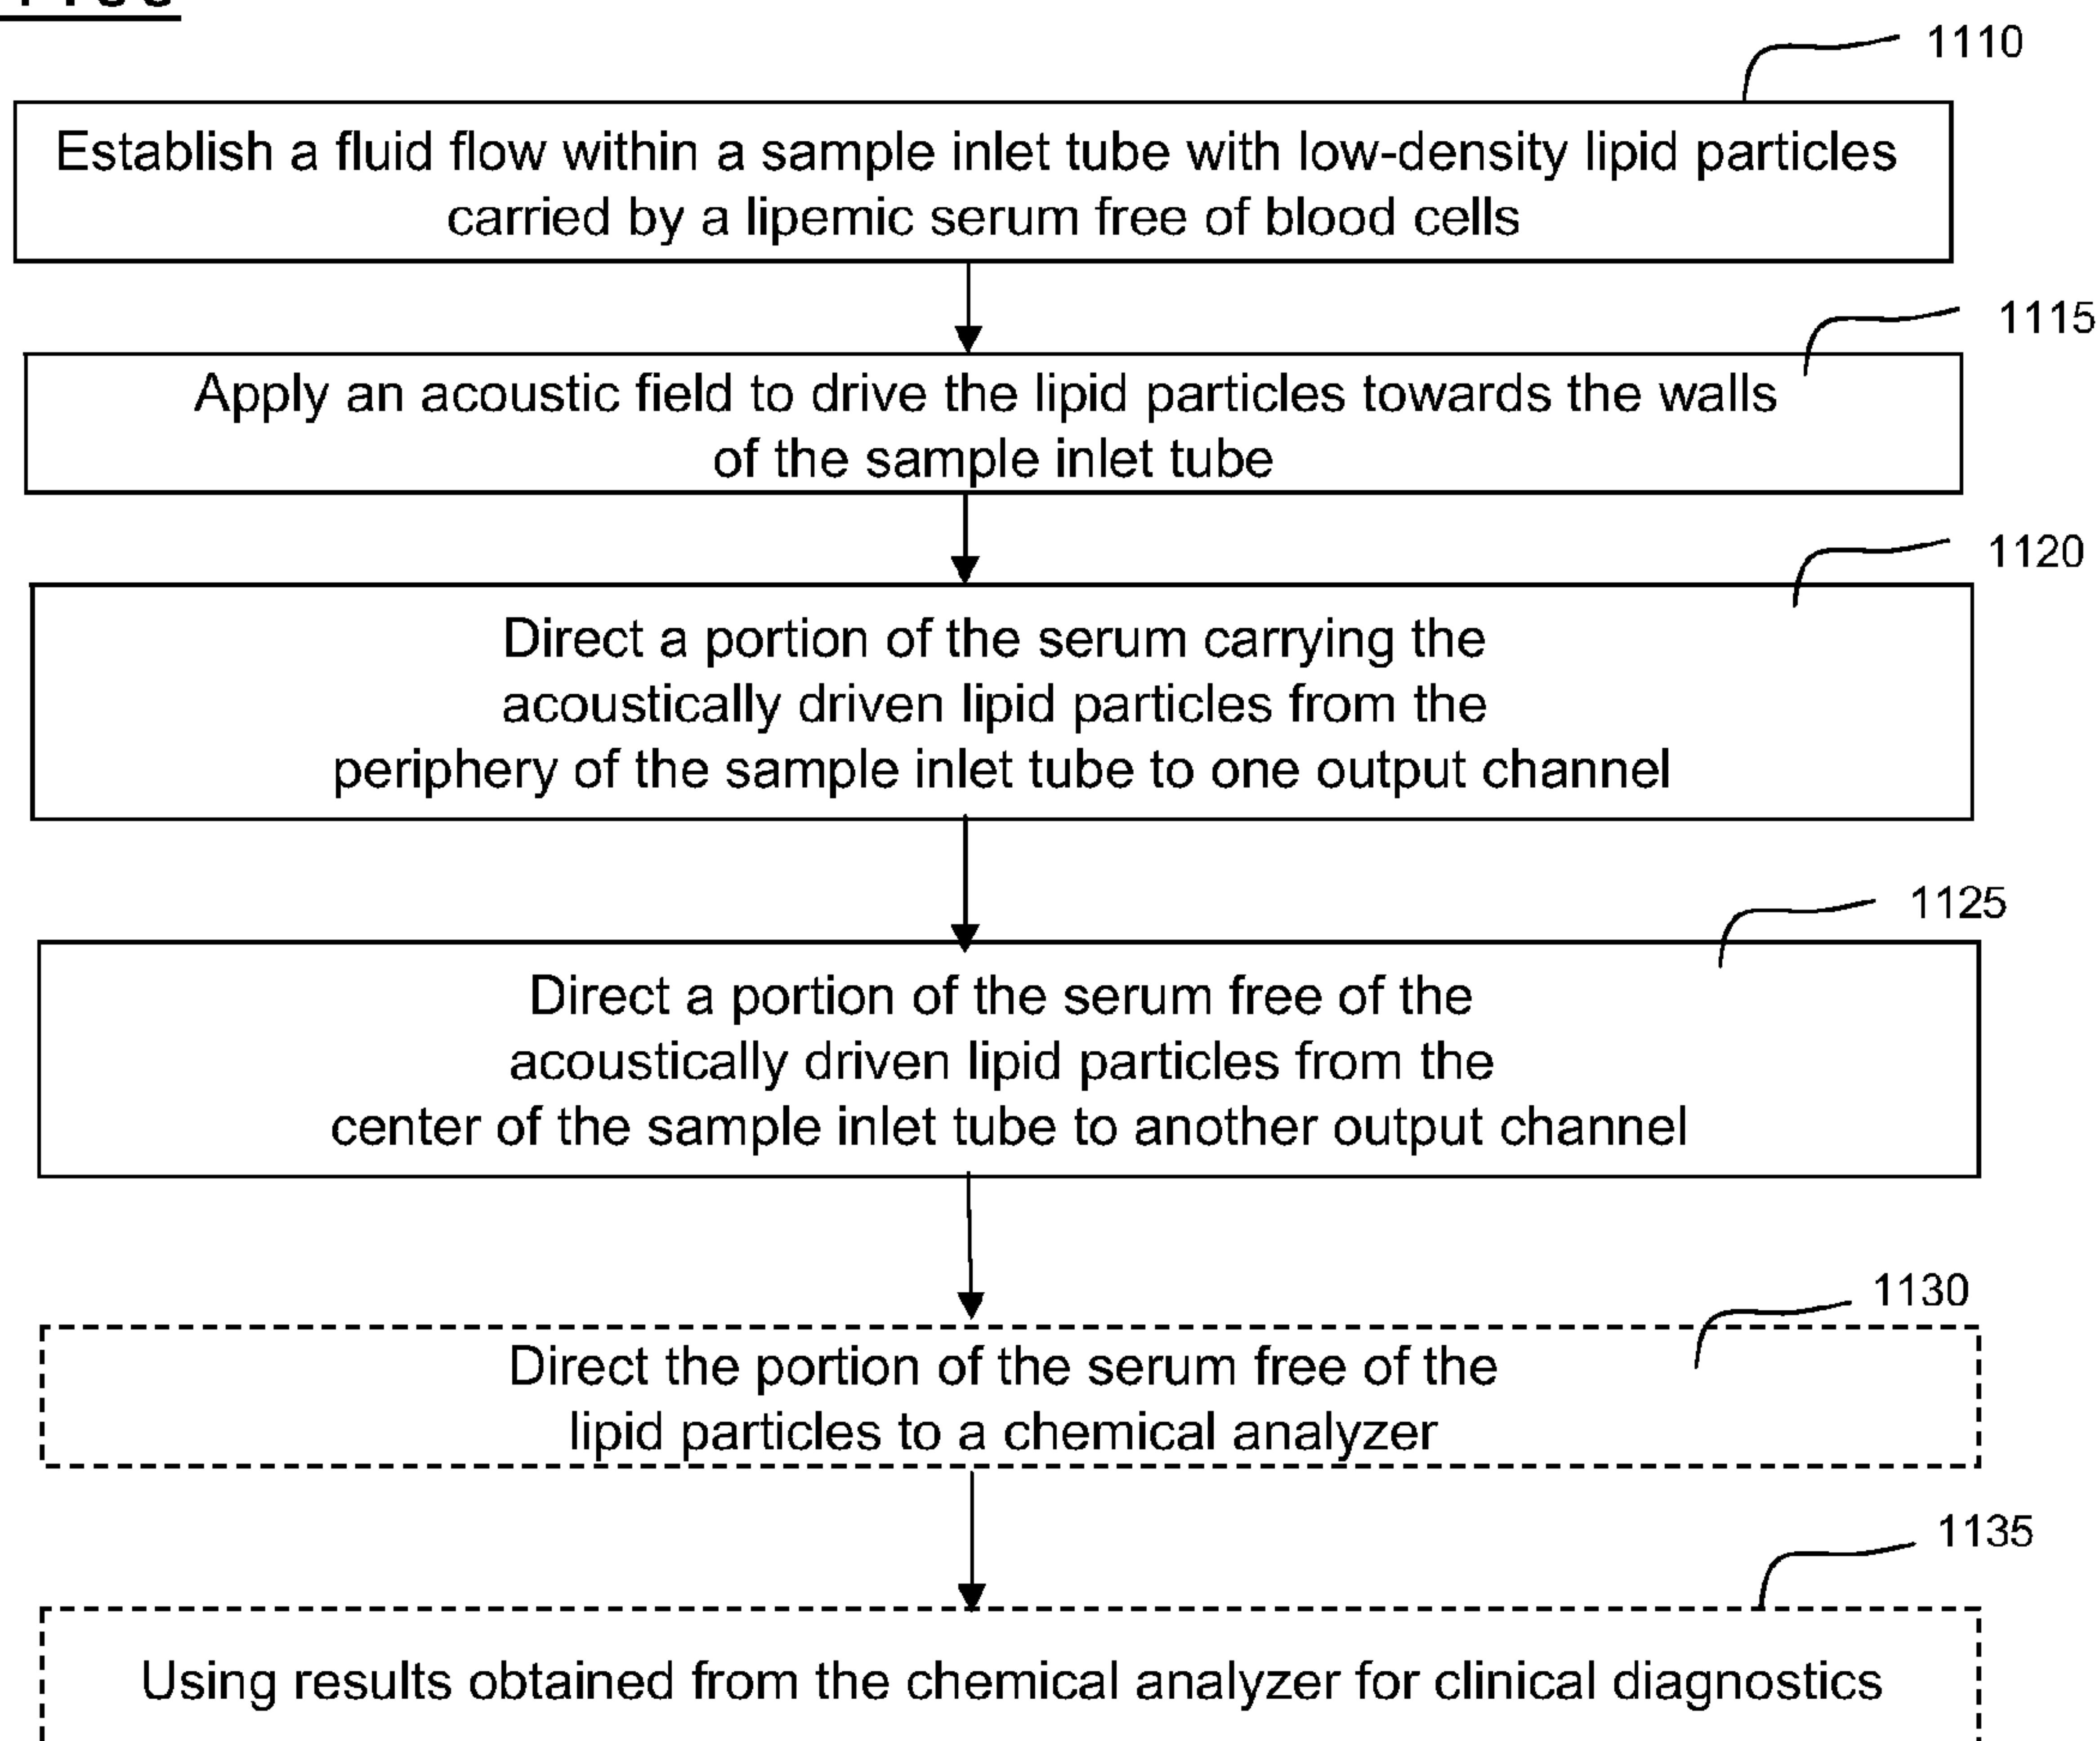 1110
Establish a fluid flow within a sample inlet tube with low-density lipid particles
carried by a lipemic serum free of blood cells
1115
Apply an acoustic field to drive the lipid particles towards the walls
of the sample inlet tube
1120
Direct a portion of the serum carrying the
acoustically driven lipid particles from the
periphery of the sample inlet tube to one output channel
1125
Direct a portion of the serum free of the
acoustically driven lipid particles from the
center of the sample inlet tube to another output channel
1130
Direct the portion of the serum free of the
lipid particles to a chemical analyzer
1135
Using results obtained from the chemical analyzer for clinical diagnostics